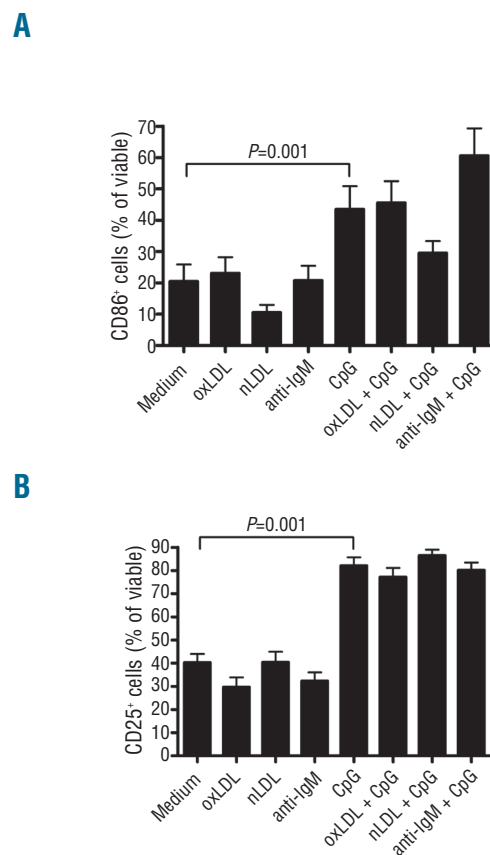 A
CD86⁺ cells (% of viable)
70
60
50
40
30
20
10
0
P=0.001
Medium
oxLDL
nLDL
anti-IgM
CpG
oxLDL + CpG
nLDL + CpG
anti-IgM + CpG
B
CD25⁺ cells (% of viable)
90
80
70
60
50
40
30
20
10
0
P=0.001
Medium
oxLDL
nLDL
anti-IgM
CpG
oxLDL + CpG
nLDL + CpG
anti-IgM + CpG